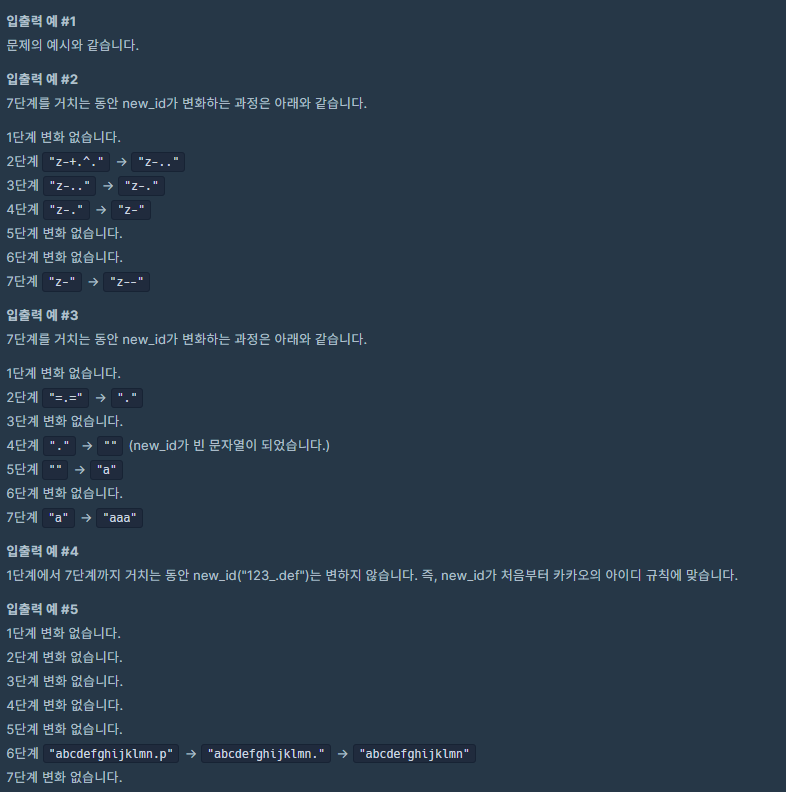 입출력 예 #1
문제의 예시와 같습니다.
입출력 예 #2
7단계를 거치는 동안 new_id가 변화하는 과정은 아래와 같습니다.
1단계 변화 없습니다.
2단계 "z-+.^." → "z-.."
3단계 "z-.." → "z-."
4단계 "z-." → "z-"
5단계 변화 없습니다.
6단계 변화 없습니다.
7단계 "z-" → "z--"
입출력 예 #3
7단계를 거치는 동안 new_id가 변화하는 과정은 아래와 같습니다.
1단계 변화 없습니다.
2단계 "=.=" → "."
3단계 변화 없습니다.
4단계 "." → "" (new_id가 빈 문자열이 되었습니다.)
5단계 "" → "a"
6단계 변화 없습니다.
7단계 "a" → "aaa"
입출력 예 #4
1단계에서 7단계까지 거치는 동안 new_id("123_.def")는 변하지 않습니다. 즉, new_id가 처음부터 카카오의 아이디 규칙에 맞습니다.
입출력 예 #5
1단계 변화 없습니다.
2단계 변화 없습니다.
3단계 변화 없습니다.
4단계 변화 없습니다.
5단계 변화 없습니다.
6단계 "abcdefghijklmn.p" → "abcdefghijklmn." → "abcdefghijklmn"
7단계 변화 없습니다.